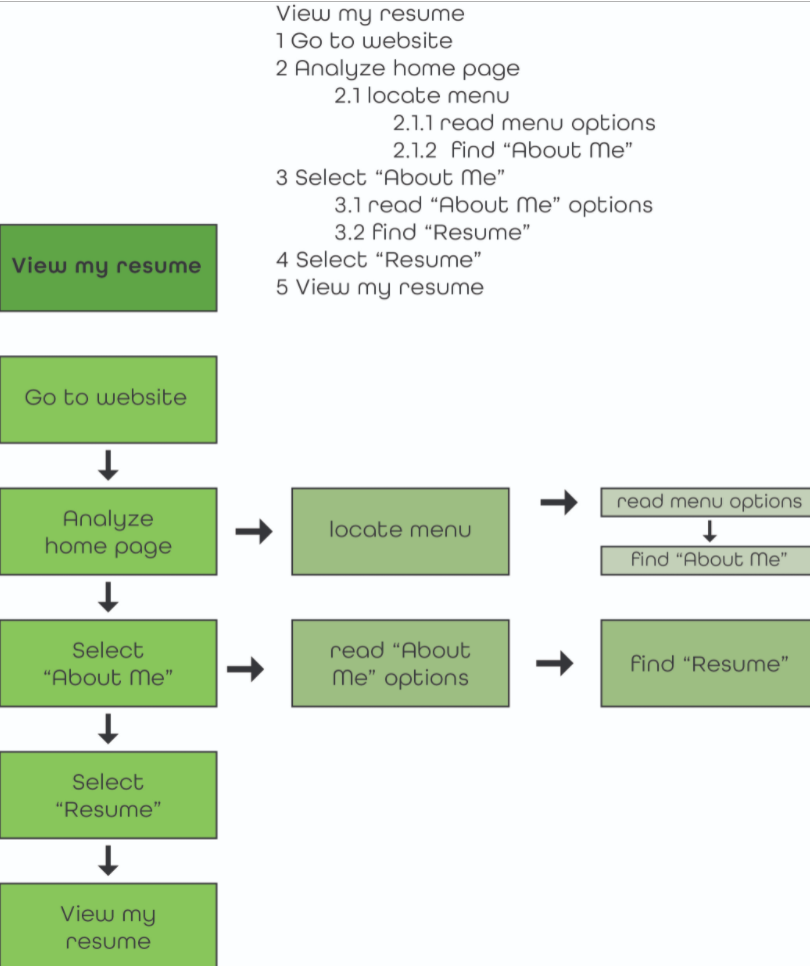 View my resume
1 Go to website
2 Analyze home page
2.1 locate menu
2.1.1 read menu options
2.1.2 find “About Me”
3 Select “About Me”
3.1 read “About Me” options
3.2 find “Resume”
4 Select “Resume”
5 View my resume
View my resume
Go to website
Analyze
home page
locate menu
read menu options
find “About Me”
Select
“About Me”
read “About
Me” options
find “Resume”
Select
“Resume”
View my
resume